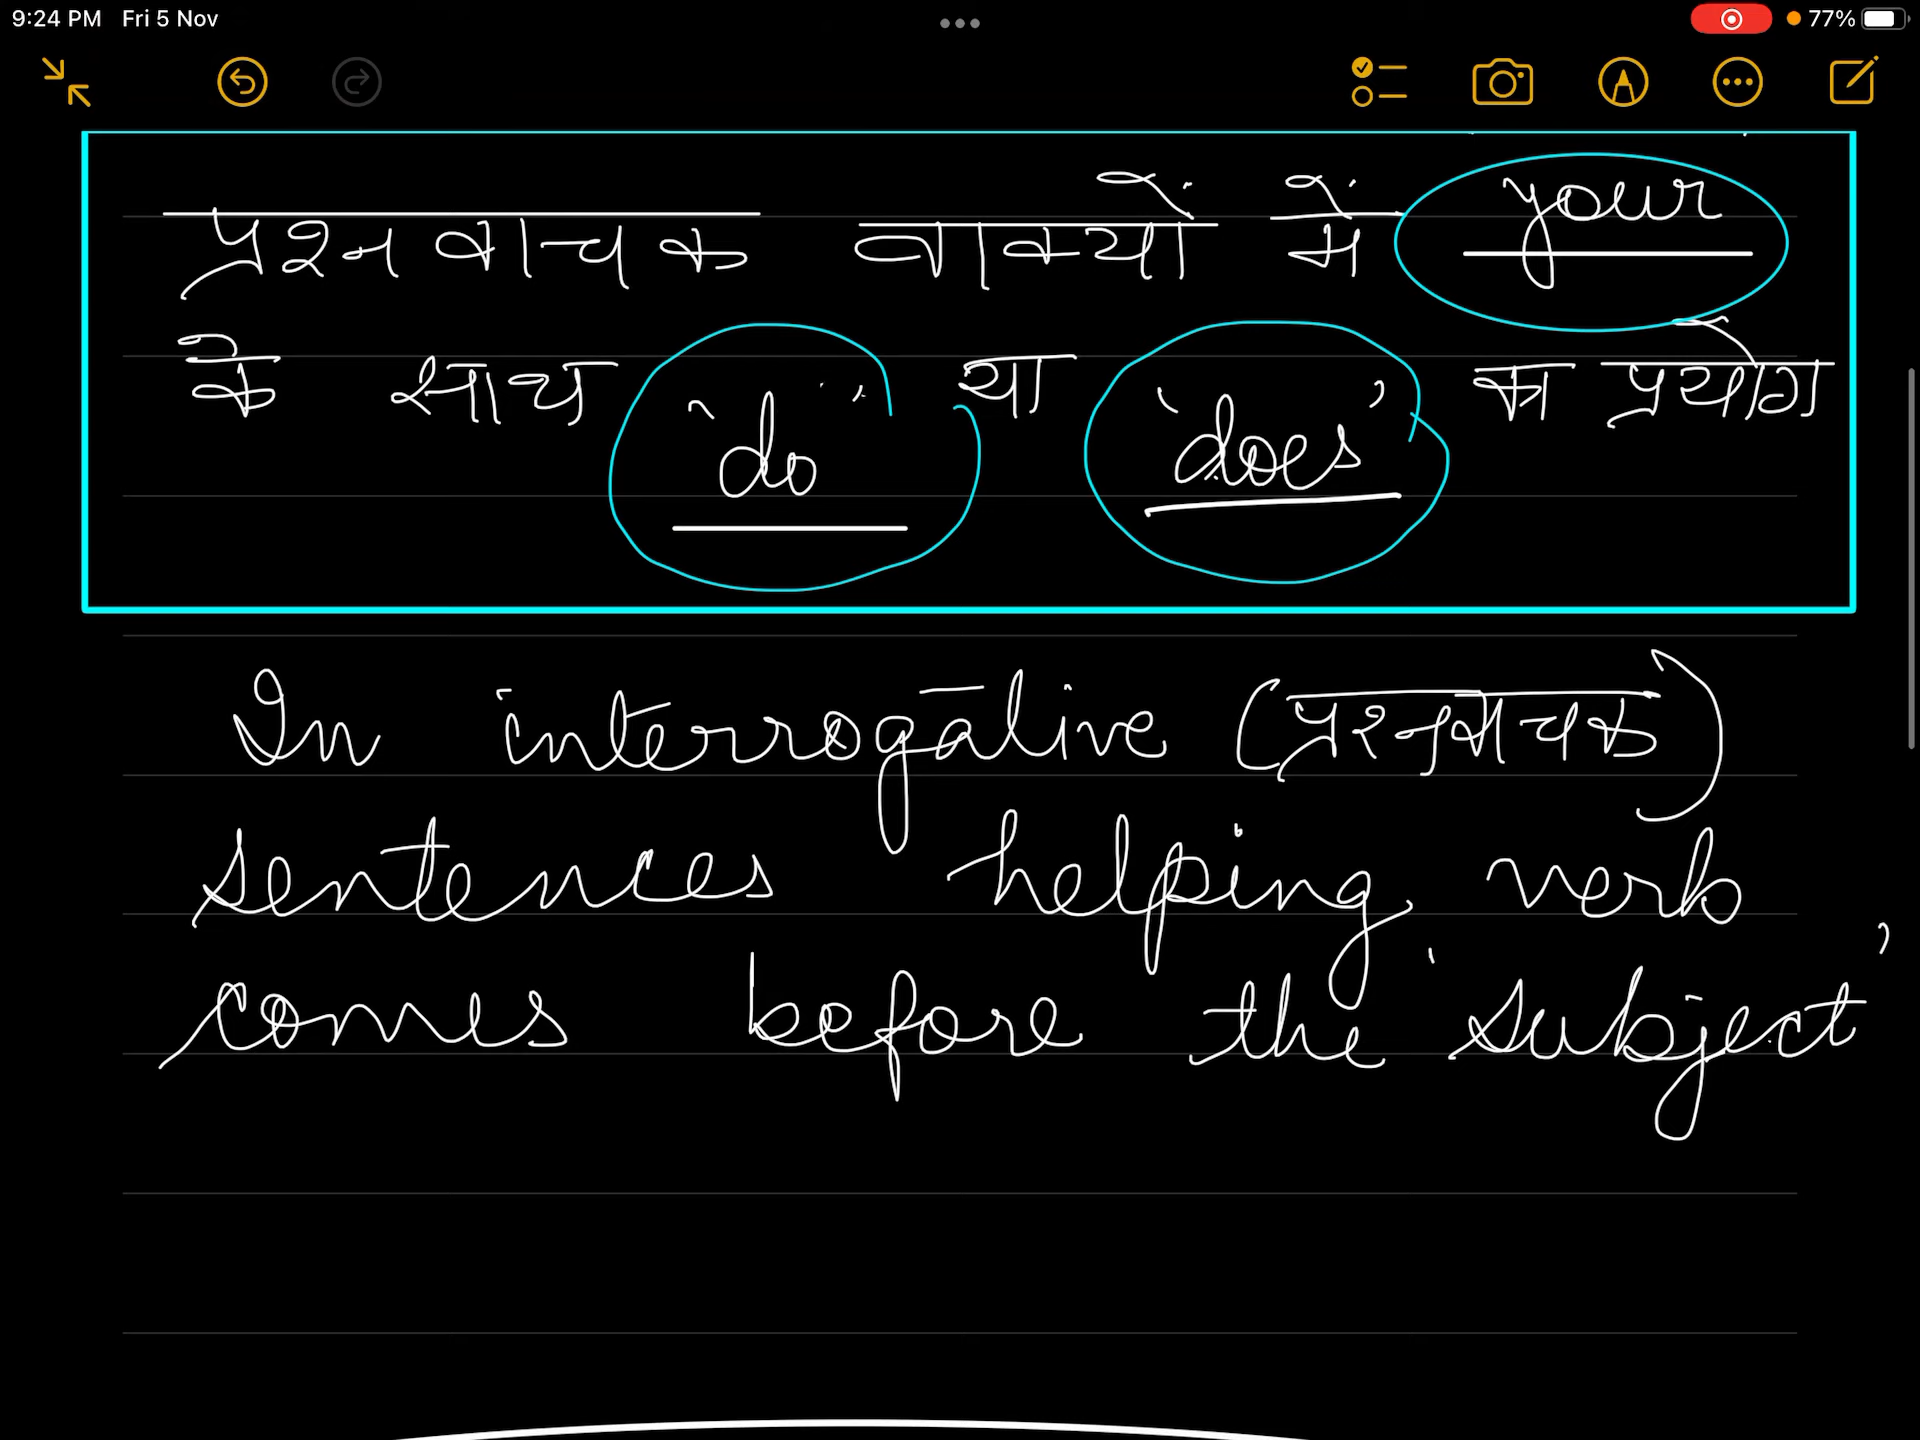 9:24 PM Fri 5 Nov
77%
प्रश्नवाचक वाक्यों में your
के साथ "do" या 'does' का प्रयोग
In interrogative (प्रश्नवाचक)
sentences helping verb
comes before the 'subject'